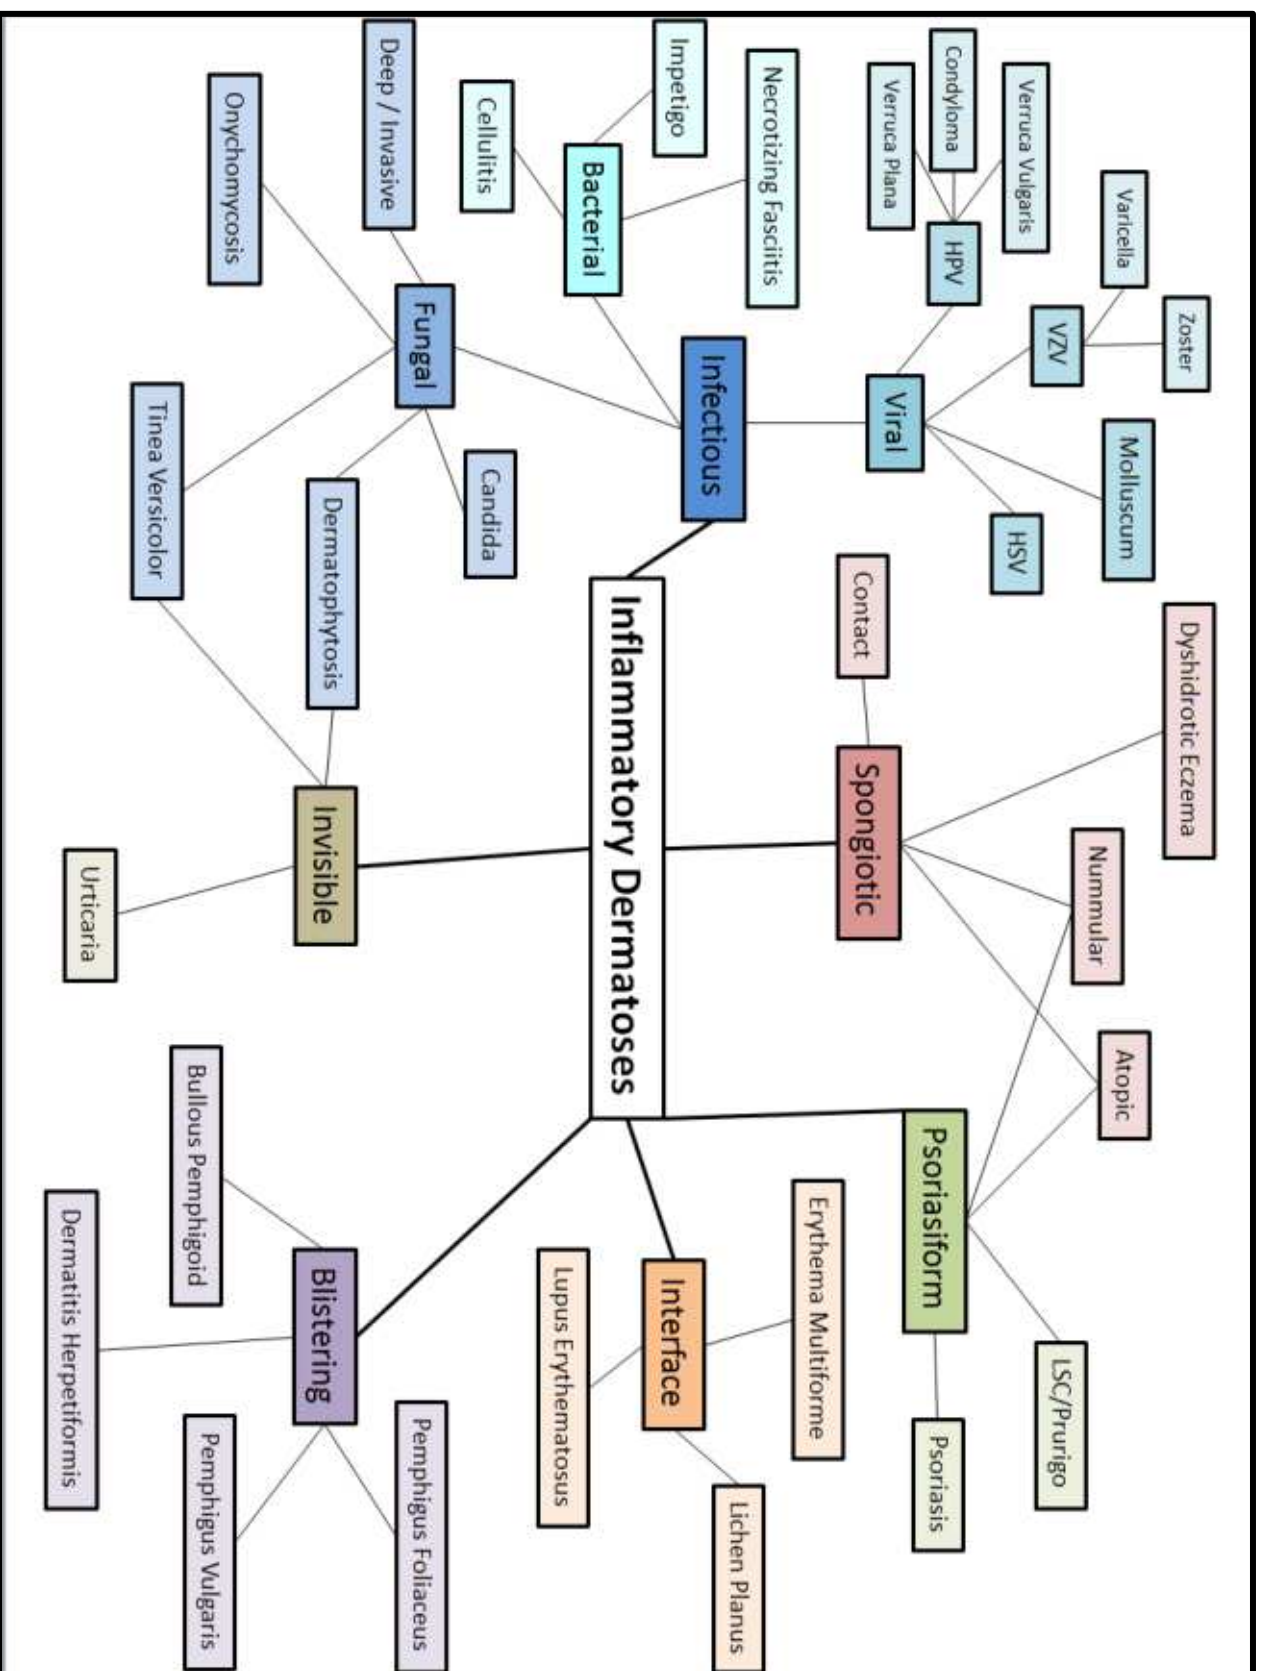 Zoster
Varicella
Verruca Vulgaris
Condyloma
Verruca Plana
HPV
VZV
Molluscum
HSV
Viral
Necrotizing Fasciitis
Impetigo
Cellulitis
Bacterial
Infectious
Deep / Invasive
Onychomycosis
Fungal
Candida
Dermatophytosis
Tinea Versicolor
Inflammatory Dermatoses
Dyshidrotic Eczema
Nummular
Atopic
Contact
Spongiotic
Psoriasiform
LSC/Prurigo
Psoriasis
Erythema Multiforme
Interface
Lupus Erythematosus
Lichen Planus
Invisible
Urticaria
Blistering
Bullous Pemphigoid
Dermatitis Herpetiformis
Pemphigus Vulgaris
Pemphigus Foliaceus